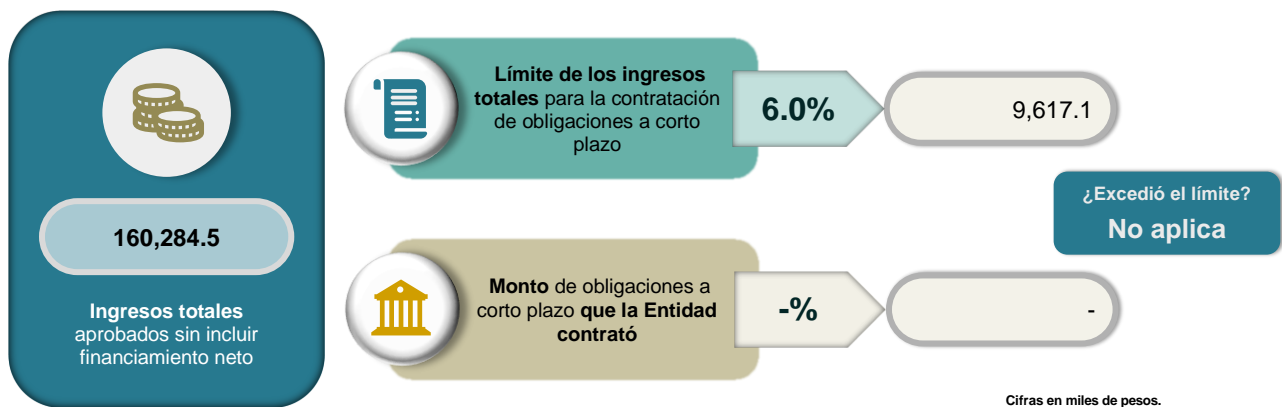 160,284.5
Ingresos totales
aprobados sin incluir
financiamiento neto
Límite de los ingresos
totales para la contratación
de obligaciones a corto
plazo
6.0%
9,617.1
¿Excedió el límite?
No aplica
Monto de obligaciones a
corto plazo que la Entidad
contrató
-%
-
Cifras en miles de pesos.